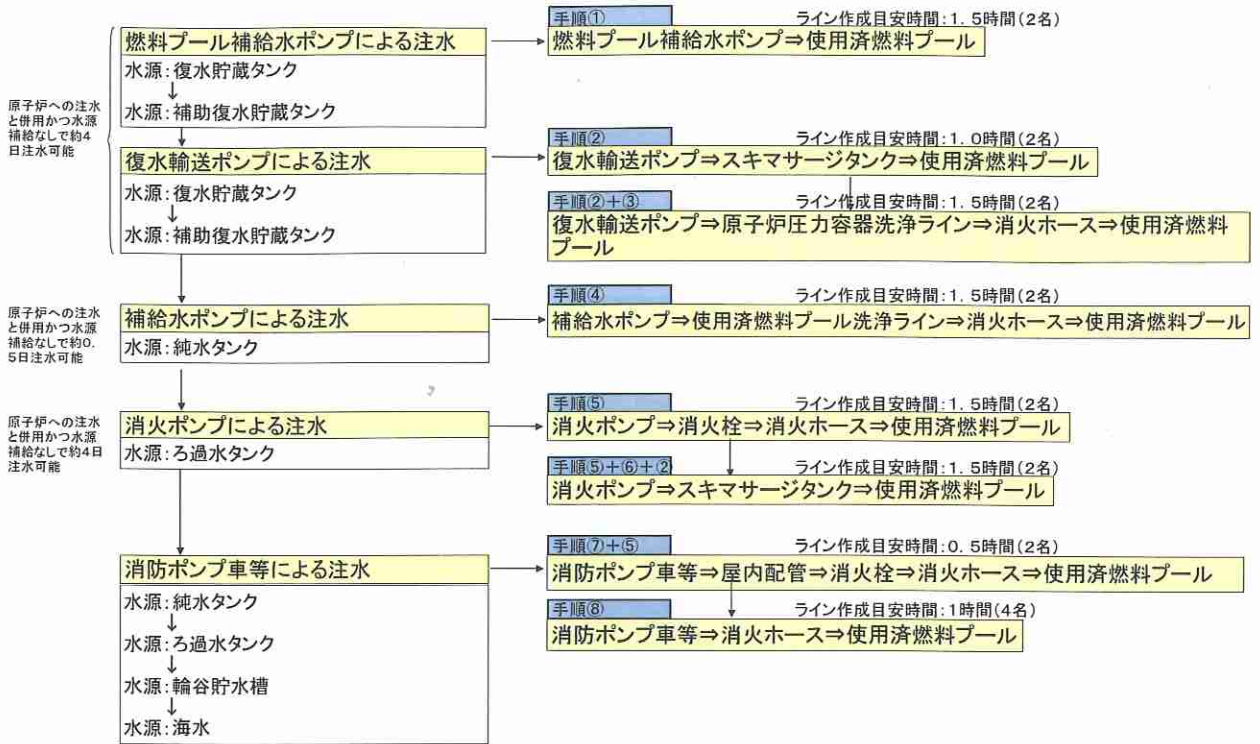 手順①
ライン作成目安時間:1.5時間(2名)
燃料プール補給水ポンプによる注水
燃料プール補給水ポンプ⇒使用済燃料プール
水源:復水貯蔵タンク
↓
水源:補助復水貯蔵タンク
原子炉への注水
と併用かつ水源
補給なしで約4
日注水可能
手順②
ライン作成目安時間:1.0時間(2名)
復水輸送ポンプによる注水
復水輸送ポンプ⇒スキマサージタンク⇒使用済燃料プール
水源:復水貯蔵タンク
↓
水源:補助復水貯蔵タンク
手順②+③
ライン作成目安時間:1.5時間(2名)
復水輸送ポンプ⇒原子炉圧力容器洗浄ライン⇒消火ホース⇒使用済燃料
プール
原子炉への注水
と併用かつ水源
補給なしで約0.
5日注水可能
手順④
ライン作成目安時間:1.5時間(2名)
補給水ポンプによる注水
補給水ポンプ⇒使用済燃料プール洗浄ライン⇒消火ホース⇒使用済燃料プール
水源:純水タンク
原子炉への注水
と併用かつ水源
補給なしで約4日
注水可能
手順⑤
ライン作成目安時間:1.5時間(2名)
消火ポンプによる注水
消火ポンプ⇒消火栓⇒消火ホース⇒使用済燃料プール
水源:ろ過水タンク
手順⑤+⑥+②
ライン作成目安時間:1.5時間(2名)
消火ポンプ⇒スキマサージタンク⇒使用済燃料プール
手順⑦+⑤
ライン作成目安時間:0.5時間(2名)
消防ポンプ車等による注水
消防ポンプ車等⇒屋内配管⇒消火栓⇒消火ホース⇒使用済燃料プール
水源:純水タンク
↓
水源:ろ過水タンク
↓
水源:輪谷貯水槽
↓
水源:海水
手順⑧
ライン作成目安時間:1時間(4名)
消防ポンプ車等⇒消火ホース⇒使用済燃料プール